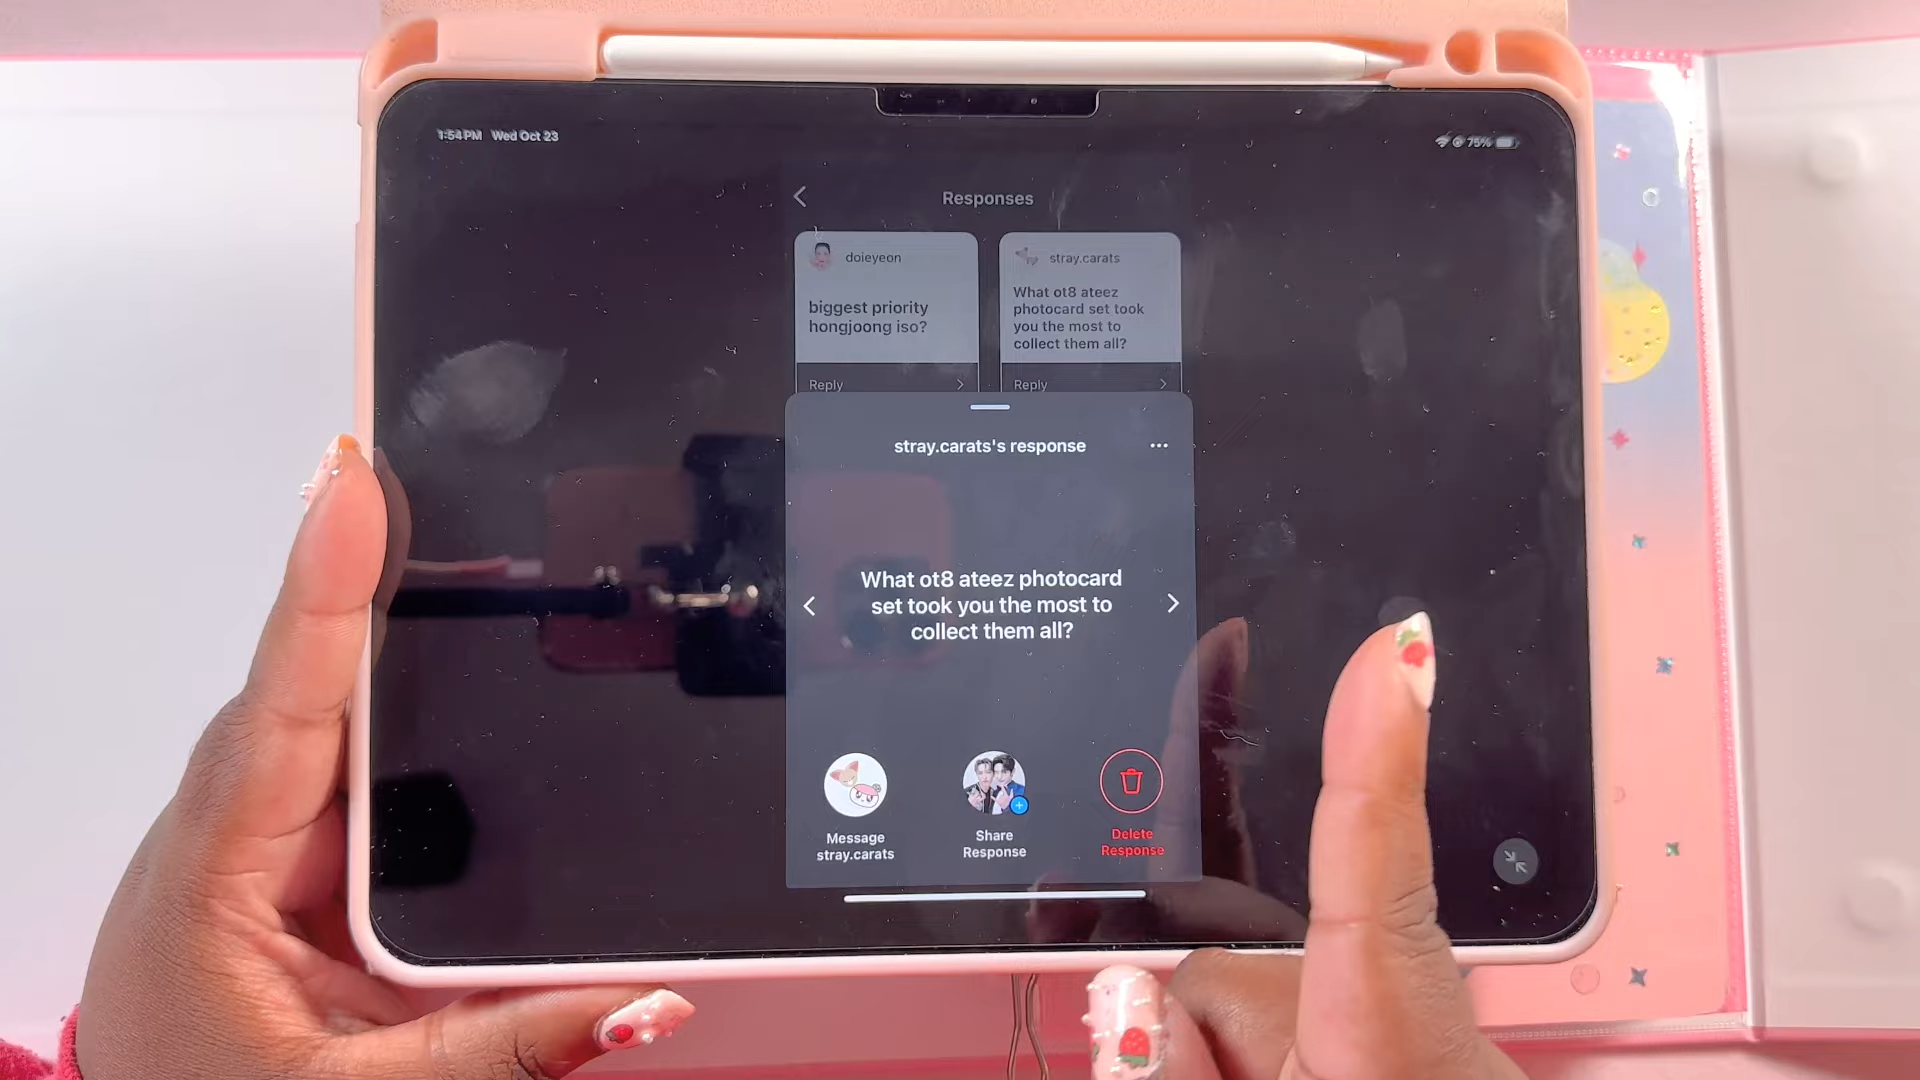 1:54 PM Wed Oct 23
75%
Responses
doieyeon
biggest priority
hongjoong iso?
Reply
stray.carats
What ot8 ateez
photocard set took
you the most to
collect them all?
Reply
stray.carats's response
What ot8 ateez photocard
set took you the most to
collect them all?
Message
stray.carats
Share
Response
Delete
Response